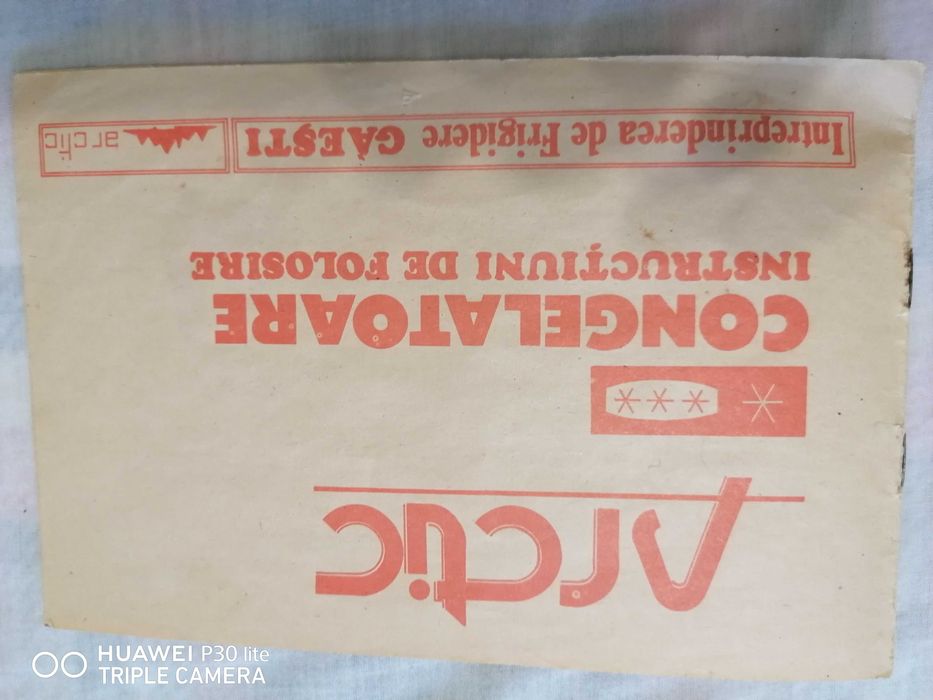 Arctic
CONGELATOARE
INSTRUCȚIUNI DE FOLOSIRE
Intreprinderea de Frigidere GĂEȘTI
arctic
HUAWEI P30 lite
TRIPLE CAMERA